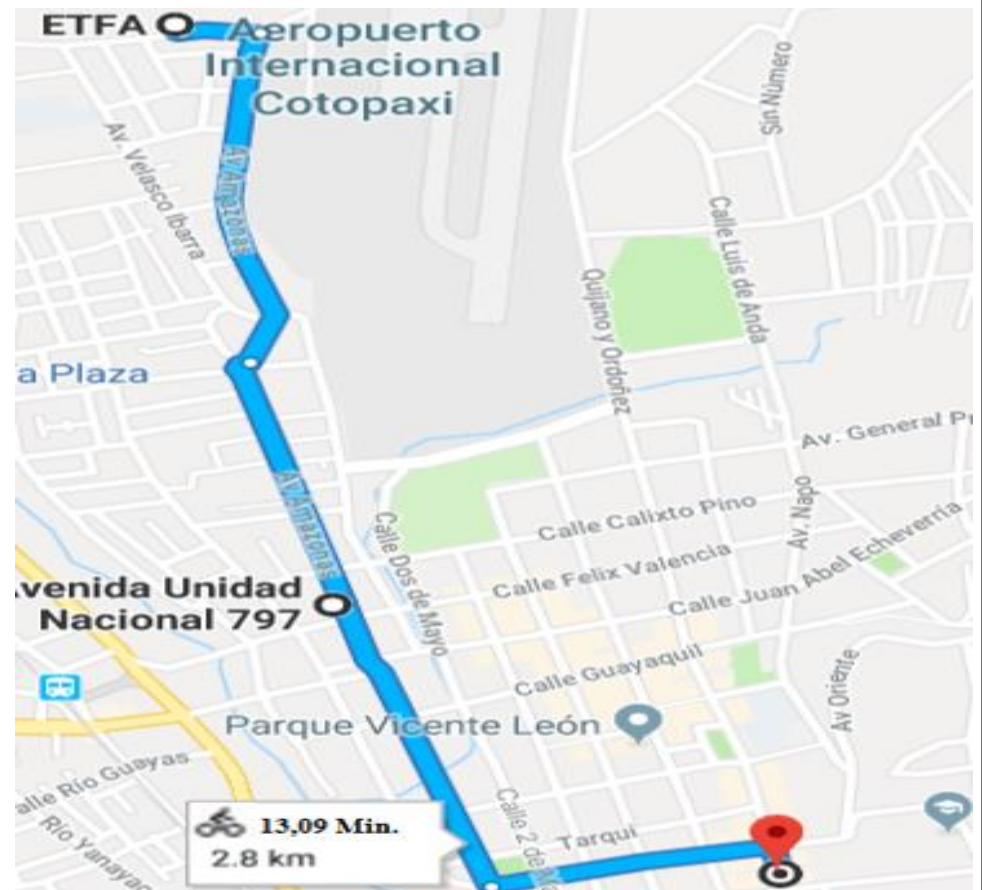 ETFA
Aeropuerto
Internacional
Cotopaxi
Sin Número
Av. Velasco Ibarra
Av Amazonas
Calle Luis de Anda
Quijano y Ordoñez
a Plaza
Av. General P
Av Amazonas
Calle Calixto Pino
Av. Napo
Calle Dos de Mayo
Calle Felix Valencia
Calle Juan Abel Echeverría
venida Unidad
Nacional 797
Calle Guayaquil
Av Oriente
Parque Vicente León
alle Río Guayas
Río Yanayac
13,09 Min.
2.8 km
Calle 2 de Ma
Tarqui